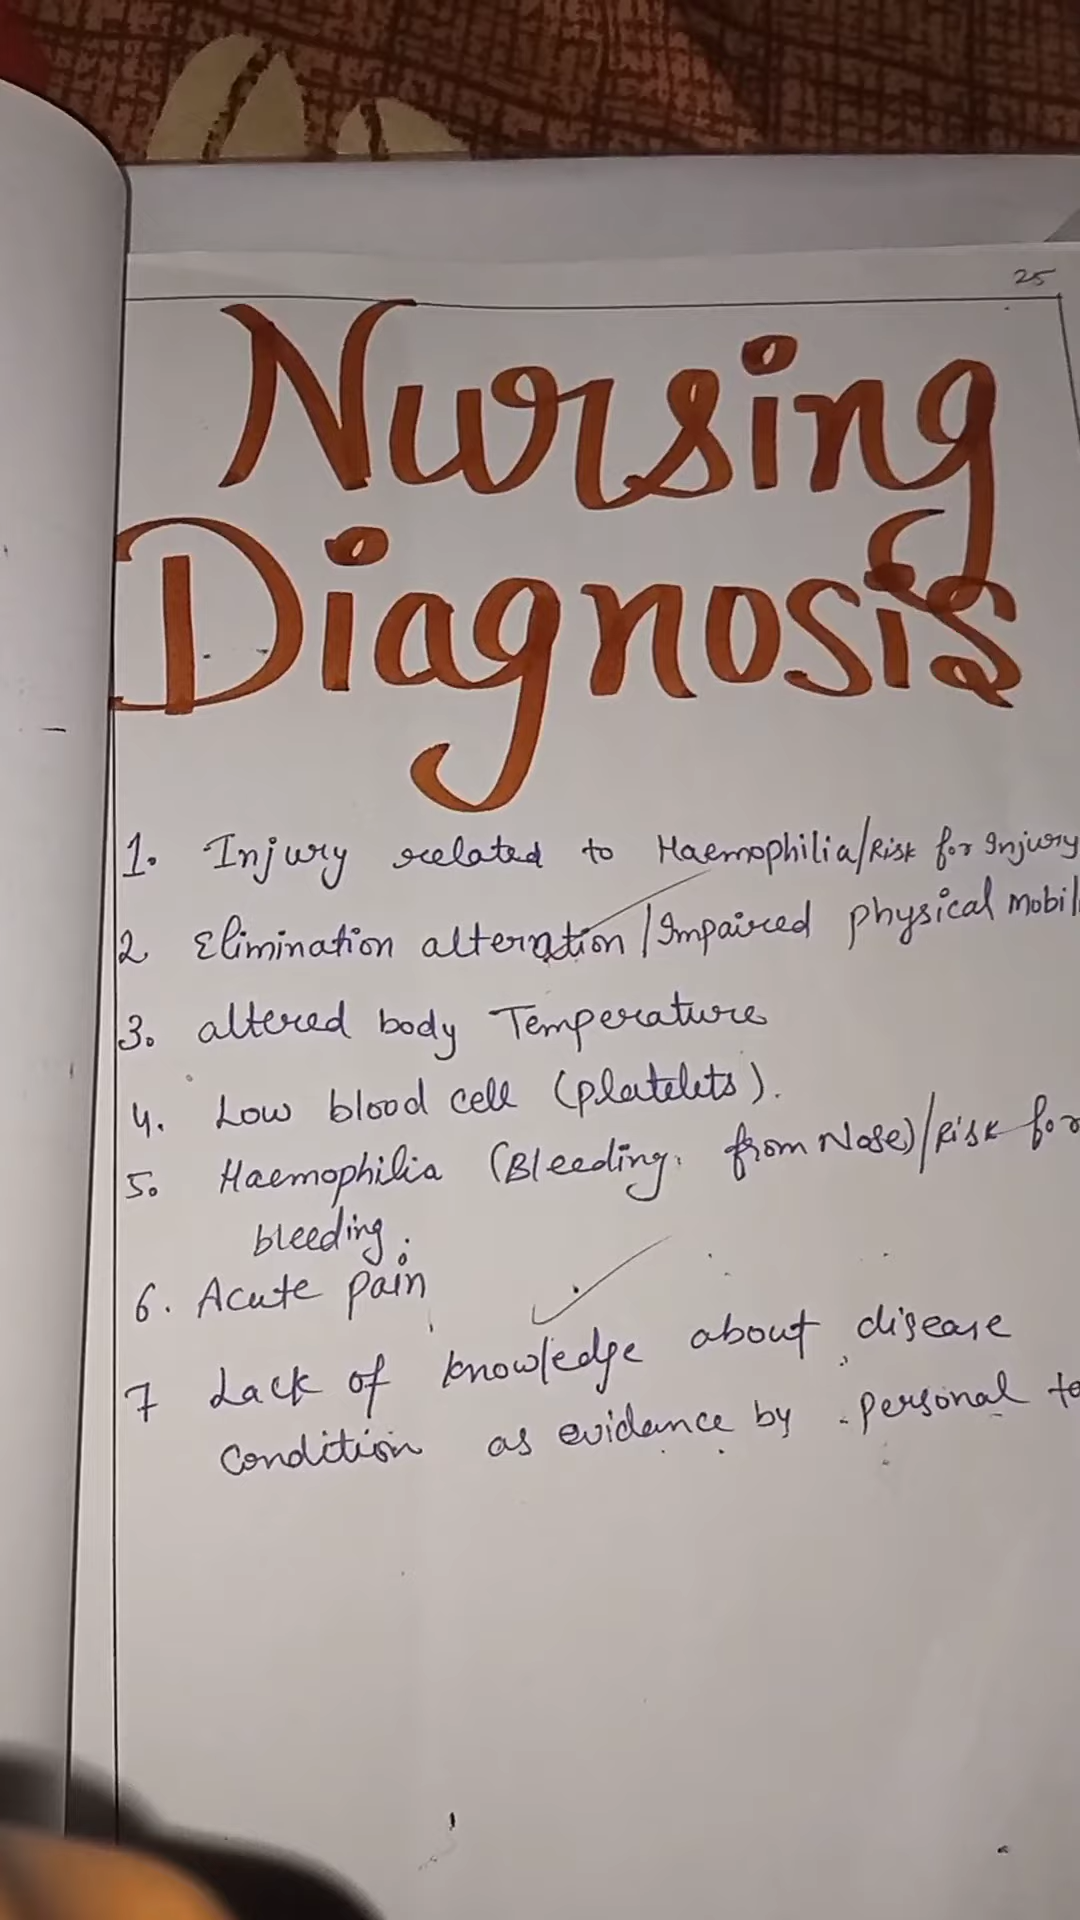 25
Nursing
Diagnosis
1. Injury related to Haemophilia/Risk for Injury
2 Elimination alteration/Impaired physical mobil
3. altered body Temperature
4. Low blood cell (platelets).
5. Haemophilia (Bleeding from Nose)/Risk for
bleeding.
6. Acute pain
7 Lack of knowledge about disease
condition as evidance by personal te